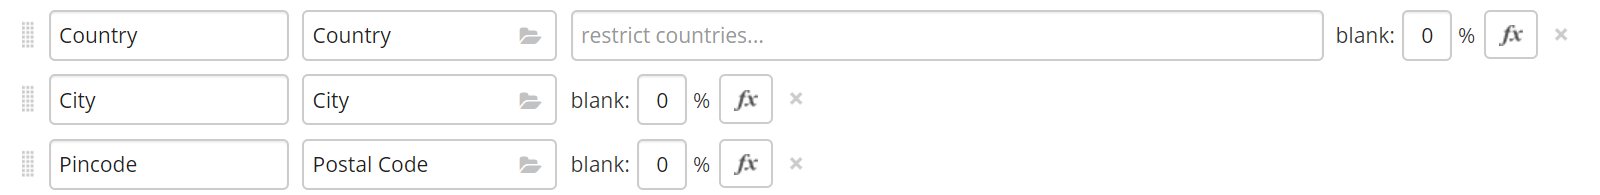 Country Country restrict countries... blank: 0 % fx ×
City City blank: 0 % fx ×
Pincode Postal Code blank: 0 % fx ×